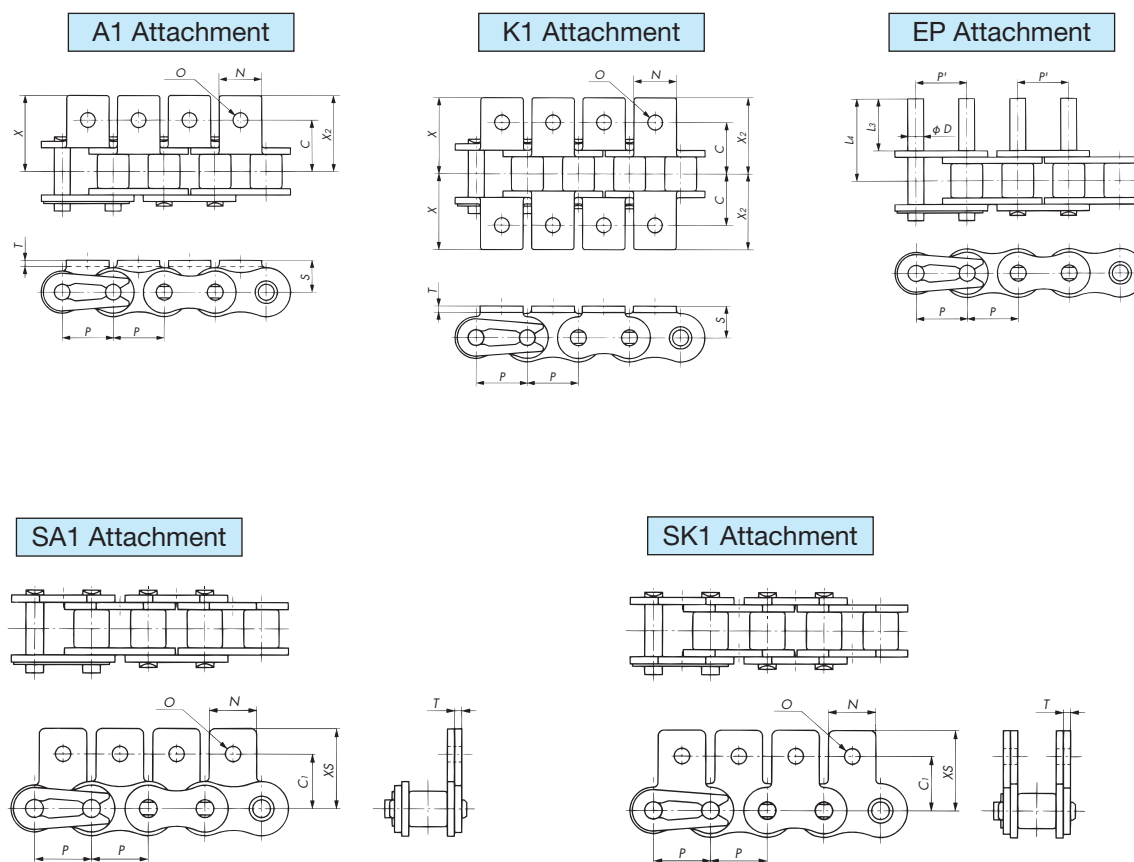 A1 Attachment
O
N
X
C
X2
T
S
P
P
K1 Attachment
O
N
X
C
X2
X
C
X2
T
S
P
P
EP Attachment
P'
P'
L4
L3
ϕD
P
P
SA1 Attachment
O
N
C1
XS
T
P
P
SK1 Attachment
O
N
C1
XS
T
P
P